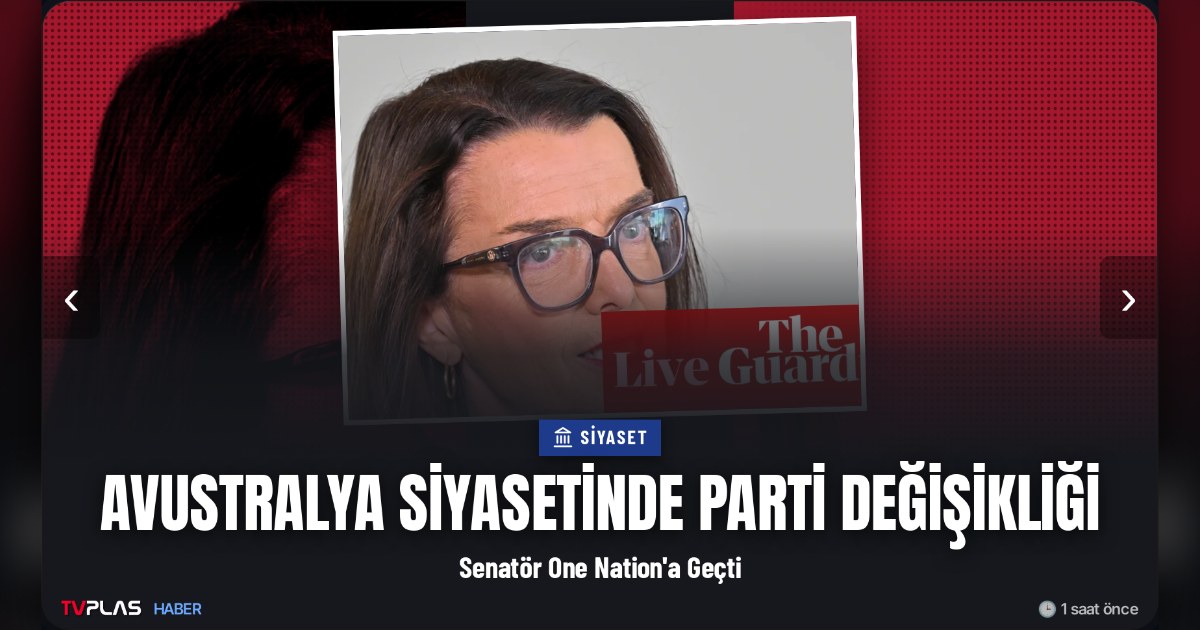 The
Live Guard
SİYASET
AVUSTRALYA SİYASETİNDE PARTİ DEĞİŞİKLİĞİ
Senatör One Nation'a Geçti
TVPLAS HABER
1 saat önce